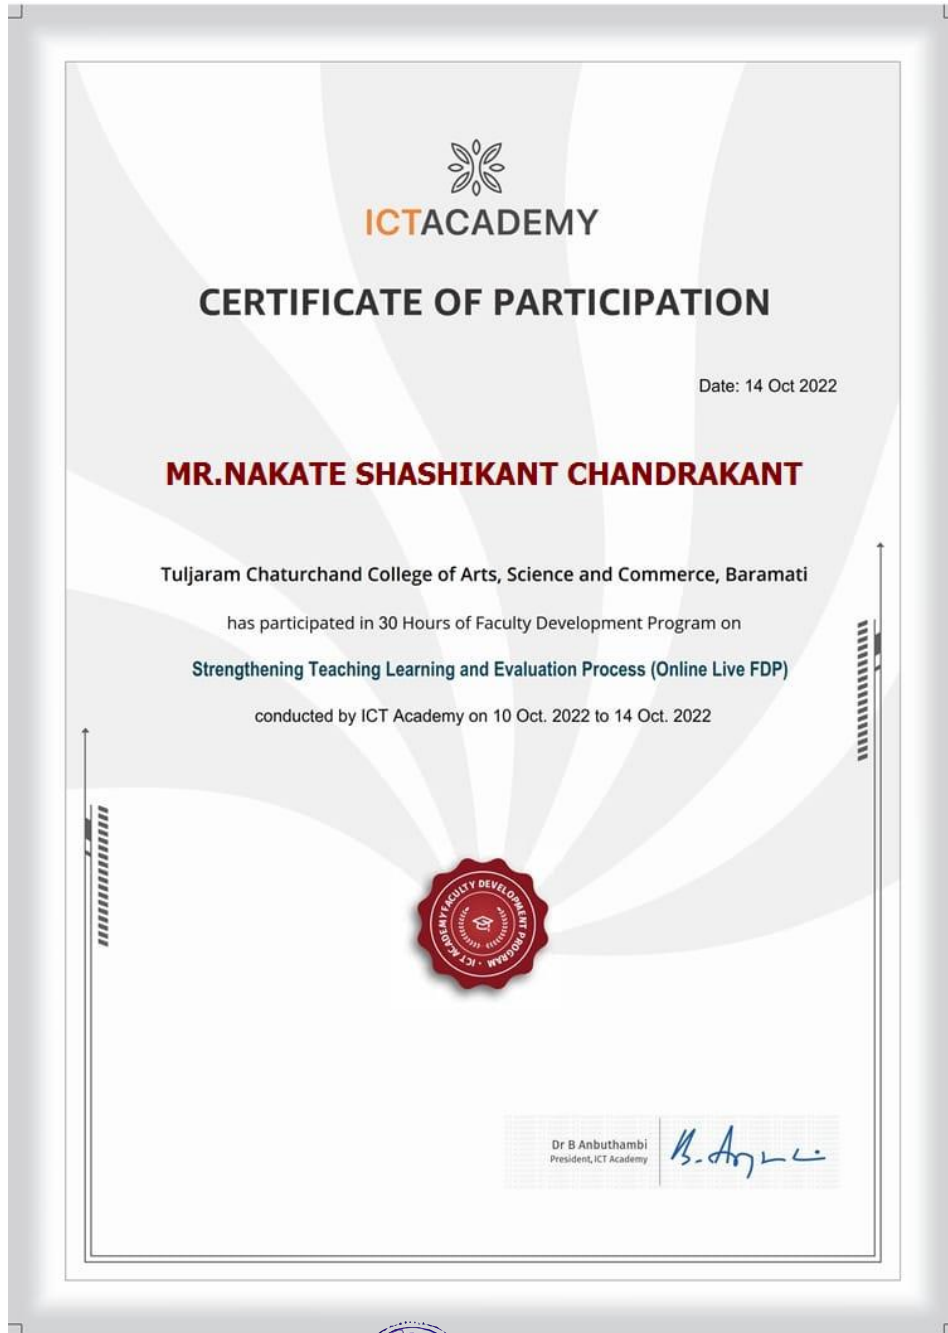 ICTACADEMY
CERTIFICATE OF PARTICIPATION
Date: 14 Oct 2022
MR.NAKATE SHASHIKANT CHANDRAKANT
Tuljaram Chaturchand College of Arts, Science and Commerce, Baramati
has participated in 30 Hours of Faculty Development Program on
Strengthening Teaching Learning and Evaluation Process (Online Live FDP)
conducted by ICT Academy on 10 Oct. 2022 to 14 Oct. 2022
ICT ACADEMY FACULTY DEVELOPMENT PROGRAM
Dr B Anbuthambi
President, ICT Academy